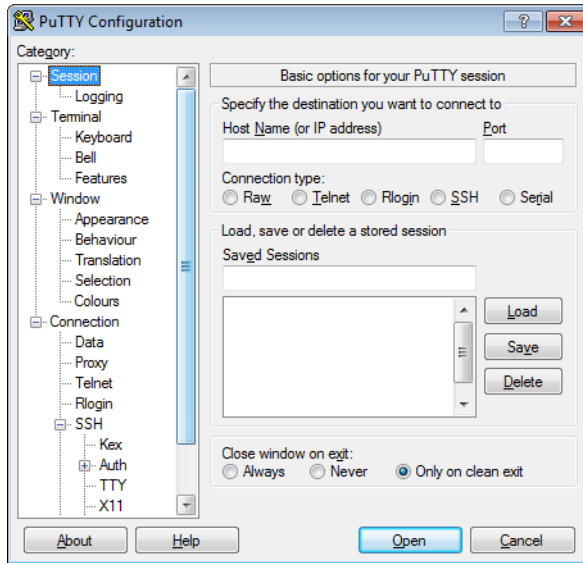 PuTTY Configuration
Category:
Session
Logging
Terminal
Keyboard
Bell
Features
Window
Appearance
Behaviour
Translation
Selection
Colours
Connection
Data
Proxy
Telnet
Rlogin
SSH
Kex
Auth
TTY
X11
Basic options for your PuTTY session
Specify the destination you want to connect to
Host Name (or IP address) Port
Connection type:
Raw Telnet Rlogin SSH Serial
Load, save or delete a stored session
Saved Sessions
Load
Save
Delete
Close window on exit:
Always Never Only on clean exit
About Help Open Cancel